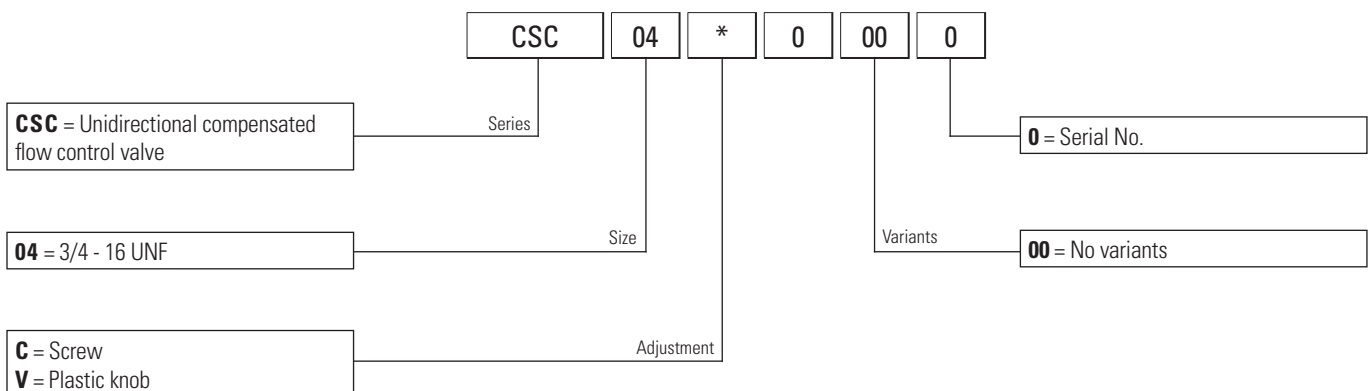 CSC 04 * 0 00 0
CSC = Unidirectional compensated
flow control valve
Series
0 = Serial No.
04 = 3/4 - 16 UNF
Size
Variants
00 = No variants
C = Screw
V = Plastic knob
Adjustment